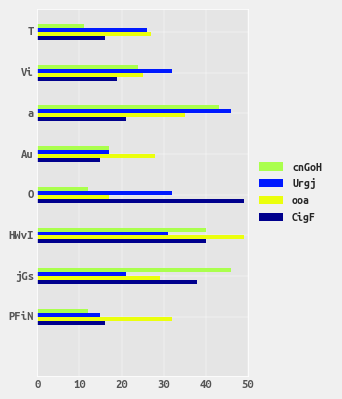 T
Vi
a
Au
O
HWvI
jGs
PFiN
0 10 20 30 40 50
cnGoH
Urgj
ooa
CigF